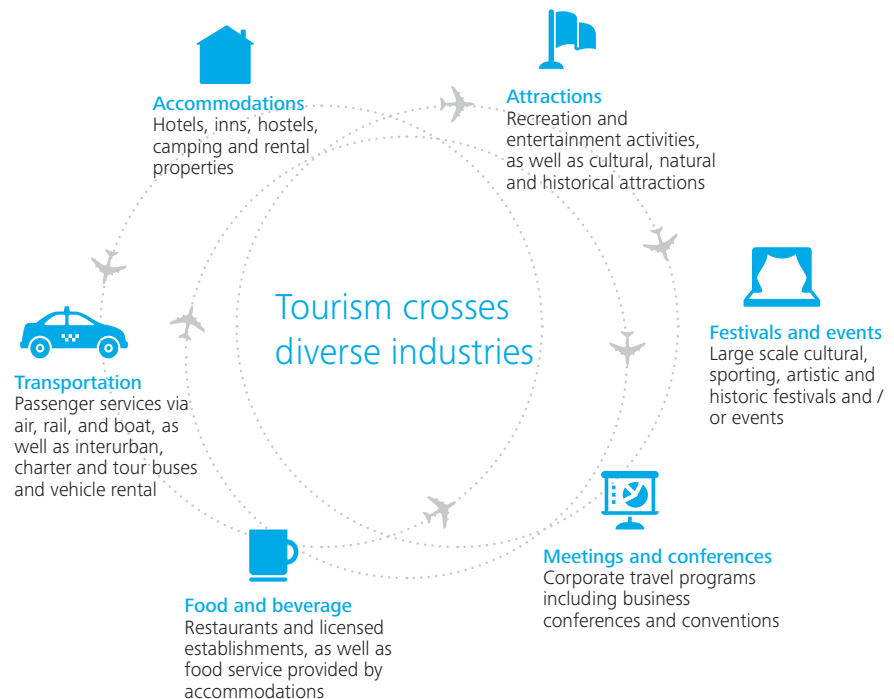 Accommodations
Hotels, inns, hostels,
camping and rental
properties
Attractions
Recreation and
entertainment activities,
as well as cultural, natural
and historical attractions
Tourism crosses
diverse industries
Festivals and events
Large scale cultural,
sporting, artistic and
historic festivals and /
or events
Transportation
Passenger services via
air, rail, and boat, as
well as interurban,
charter and tour buses
and vehicle rental
Meetings and conferences
Corporate travel programs
including business
conferences and conventions
Food and beverage
Restaurants and licensed
establishments, as well as
food service provided by
accommodations